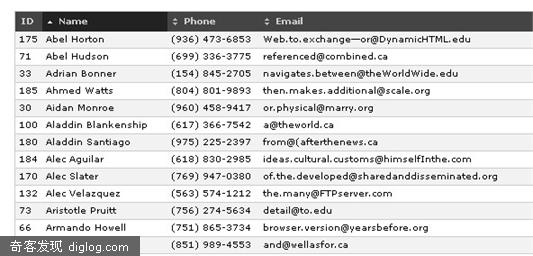 ID Name Phone Email
175 Abel Horton (936) 473-6853 Web.to.exchange—or@DynamicHTML.edu
71 Abel Hudson (699) 336-3775 referenced@combined.ca
33 Adrian Bonner (154) 845-2705 navigates.between@theWorldWide.edu
185 Ahmed Watts (804) 801-9893 then.makes.additional@scale.org
30 Aidan Monroe (960) 458-9417 or.physical@marry.org
100 Aladdin Blankenship (617) 366-7542 a@theworld.ca
180 Aladdin Santiago (975) 225-2397 from@(afterthenews.ca
184 Alec Aguilar (618) 830-2985 ideas.cultural.customs@himselfInthe.com
170 Alec Slater (769) 947-0380 of.the.developed@sharedanddisseminated.org
132 Alec Velazquez (563) 574-1212 the.many@FTPserver.com
73 Aristotle Pruitt (756) 274-5634 detail@to.edu
66 Armando Howell (751) 865-3734 browser.version@yearsbefore.org
(851) 989-4553 and@wellasfor.ca
奇客发现 diglog.com